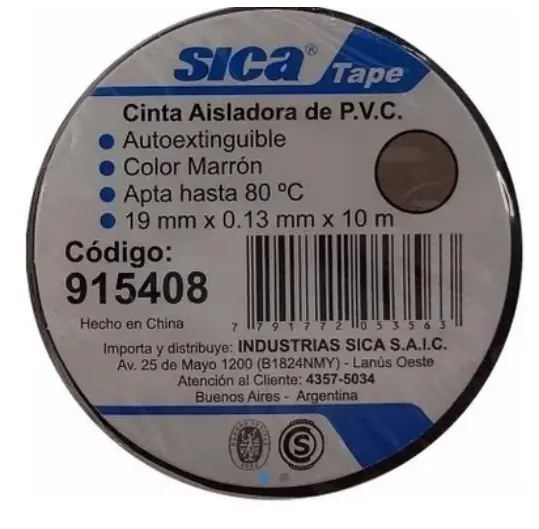 SICA® Tape
Cinta Aisladora de P.V.C.
Autoextinguible
Color Marrón
Apta hasta 80 ºC
19 mm x 0.13 mm x 10 m
Código:
915408
7 791772 053563
Hecho en China
Importa y distribuye: INDUSTRIAS SICA S.A.I.C.
Av. 25 de Mayo 1200 (B1824NMY) - Lanús Oeste
Atención al Cliente: 4357-5034
Buenos Aires - Argentina
S